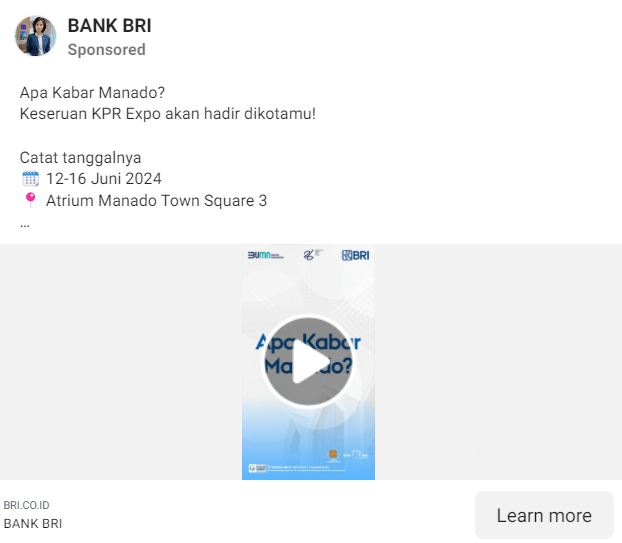 BANK BRI
Sponsored
Apa Kabar Manado?
Keseruan KPR Expo akan hadir dikotamu!
Catat tanggalnya
12-16 Juni 2024
Atrium Manado Town Square 3
...
BUMN
BRI
Apa Kabar
Manado?
BRI.CO.ID
BANK BRI
Learn more